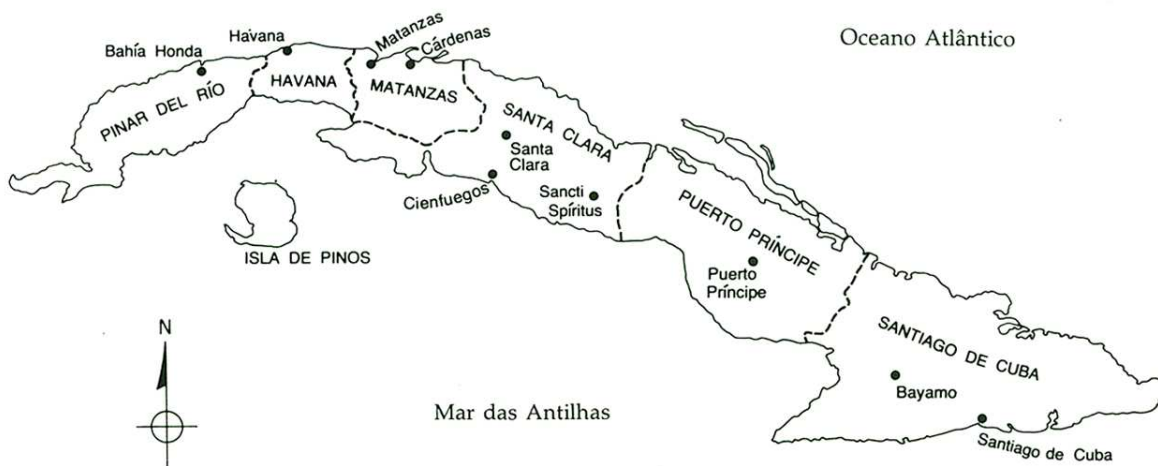 Oceano Atlântico
Bahía Honda
Havana
Matanzas
Cárdenas
PINAR DEL RÍO
HAVANA
MATANZAS
SANTA CLARA
Santa
Clara
Cienfuegos
Sancti
Spíritus
ISLA DE PINOS
PUERTO PRÍNCIPE
Puerto
Príncipe
SANTIAGO DE CUBA
Bayamo
Santiago de Cuba
N
Mar das Antilhas